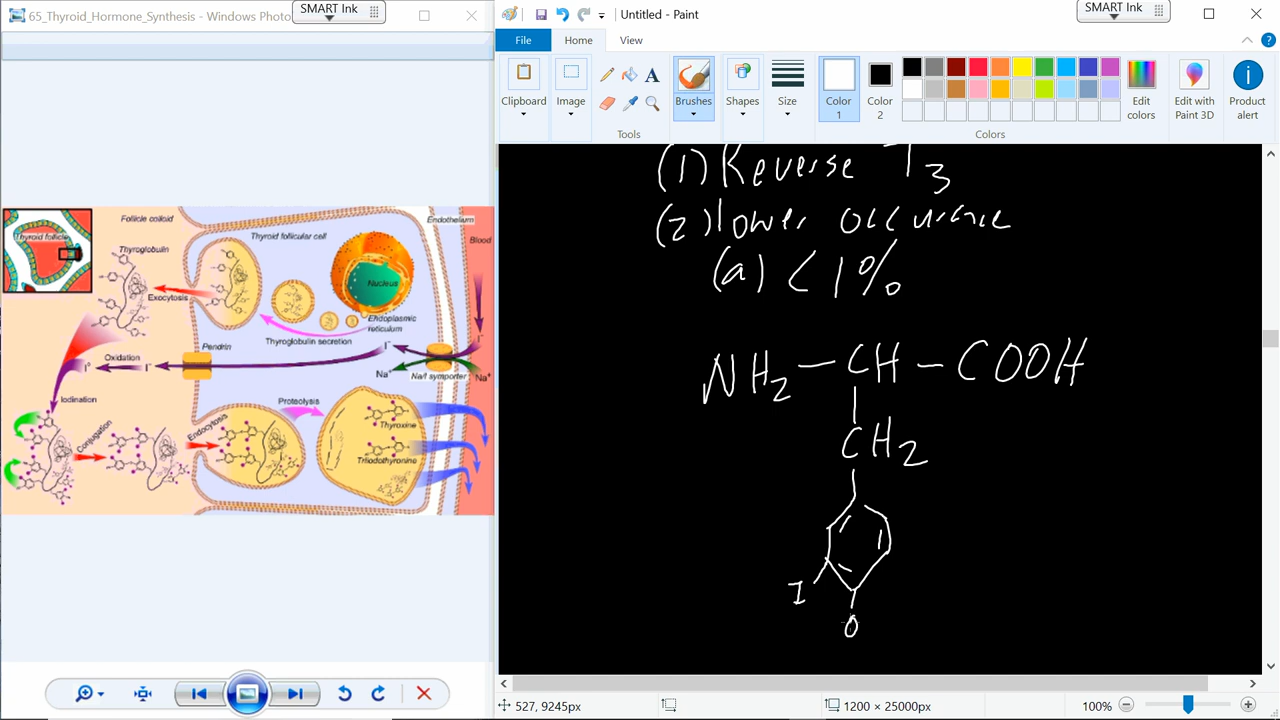 65_Thyroid_Hormone_Synthesis - Windows Photo
SMART Ink
Untitled - Paint
SMART Ink
File
Home
View
Clipboard
Image
Tools
Brushes
Shapes
Size
Color 1
Color 2
Colors
Edit colors
Edit with Paint 3D
Product alert
Thyroid follicle
Follicle colloid
Thyroglobulin
Exocytosis
Thyroid follicular cell
Nucleus
Endoplasmic reticulum
Thyroglobulin secretion
Endothelium
Blood
Pendrin
Oxidation
I⁰
I⁻
I⁻
I⁻
Na⁺
Na/I symporter
Na⁺
Iodination
Conjugation
Endocytosis
Proteolysis
Thyroxine
Triiodothyronine
(1) Reverse T3
(2) lower occurance
(a) < 1%
NH2 — CH — COOH
CH2
I
O
527, 9245px
1200 × 25000px
100%